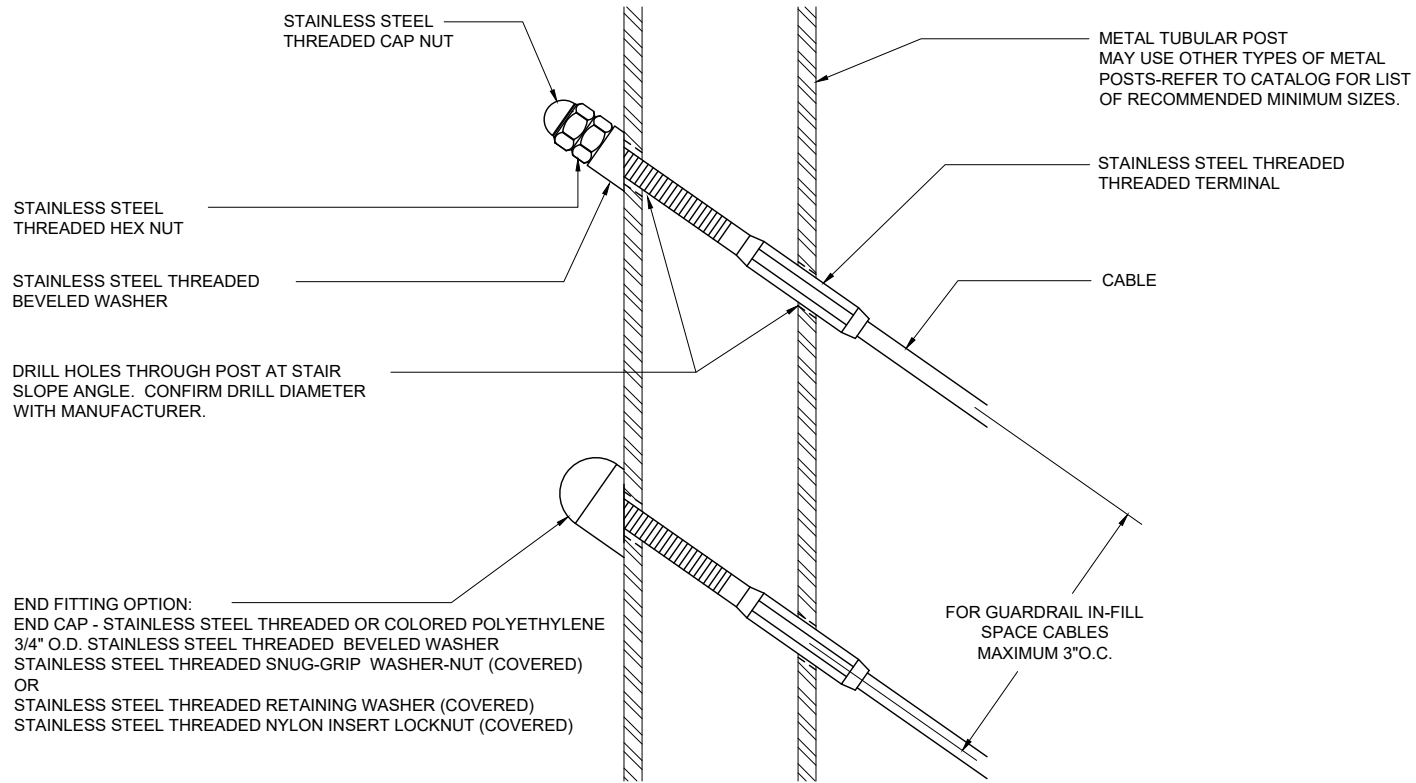 STAINLESS STEEL
THREADED CAP NUT
METAL TUBULAR POST
MAY USE OTHER TYPES OF METAL
POSTS-REFER TO CATALOG FOR LIST
OF RECOMMENDED MINIMUM SIZES.
STAINLESS STEEL THREADED
THREADED TERMINAL
STAINLESS STEEL
THREADED HEX NUT
STAINLESS STEEL THREADED
BEVELED WASHER
CABLE
DRILL HOLES THROUGH POST AT STAIR
SLOPE ANGLE.  CONFIRM DRILL DIAMETER
WITH MANUFACTURER.
END FITTING OPTION:
END CAP - STAINLESS STEEL THREADED OR COLORED POLYETHYLENE
3/4" O.D. STAINLESS STEEL THREADED  BEVELED WASHER
STAINLESS STEEL THREADED SNUG-GRIP  WASHER-NUT (COVERED)
OR
STAINLESS STEEL THREADED RETAINING WASHER (COVERED)
STAINLESS STEEL THREADED NYLON INSERT LOCKNUT (COVERED)
FOR GUARDRAIL IN-FILL
SPACE CABLES
MAXIMUM 3"O.C.